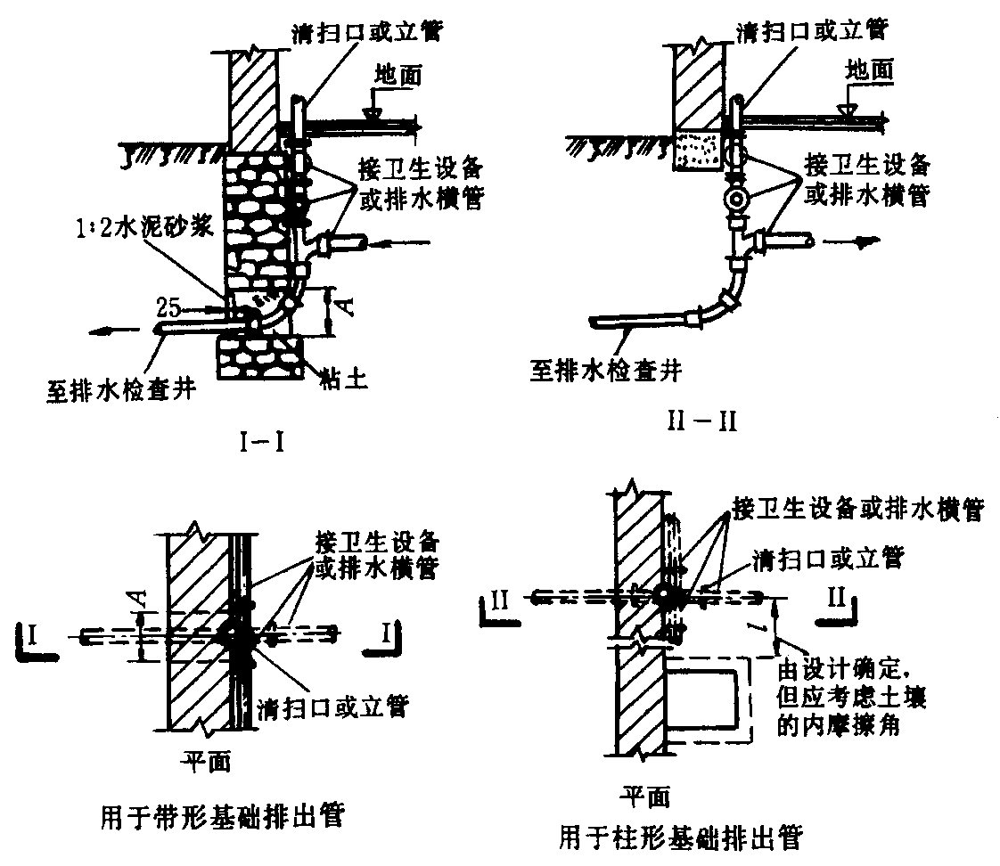 清扫口或立管
地面
接卫生设备
或排水横管
1:2水泥砂浆
25
A
至排水检查井
粘土
I-I
清扫口或立管
地面
接卫生设备
或排水横管
至排水检查井
II-II
接卫生设备
或排水横管
A
I
I
清扫口或立管
平面
用于带形基础排出管
接卫生设备或排水横管
清扫口或立管
II
II
l
由设计确定，
但应考虑土壤
的内摩擦角
平面
用于柱形基础排出管